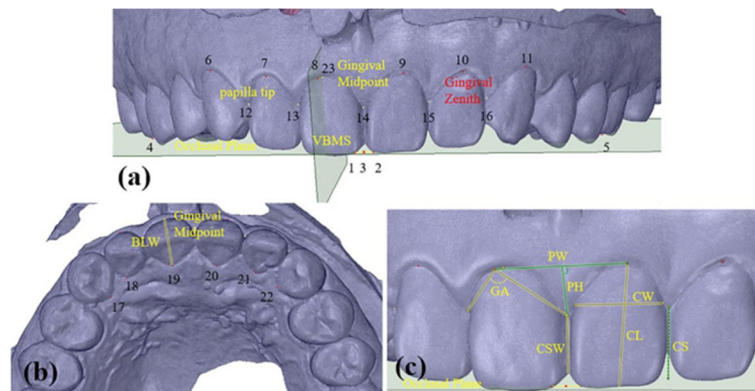 6 7 8 23 Gingival 9 10 11
Midpoint
Gingival
Zenith
papilla tip
12 13 14 15 16
VBMS
4 Occlusal Plane 5
1 3 2
(a)
Gingival
Midpoint
BLW
18 19 20 21
17 22
(b)
PW
GA PH CW
CSW CL CS
Occlusal Plane
(c)